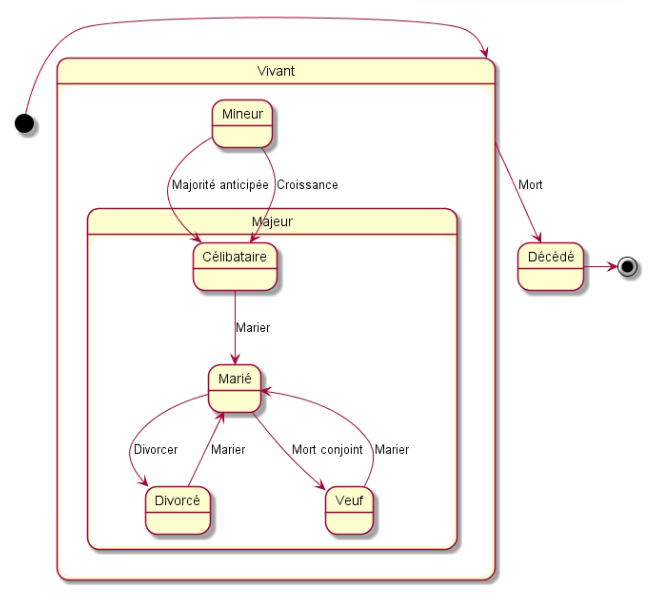 Vivant
Mineur
Majorité anticipée Croissance
Mort
Majeur
Célibataire
Décédé
Marier
Marié
Divorcer Marier Mort conjoint Marier
Divorcé Veuf